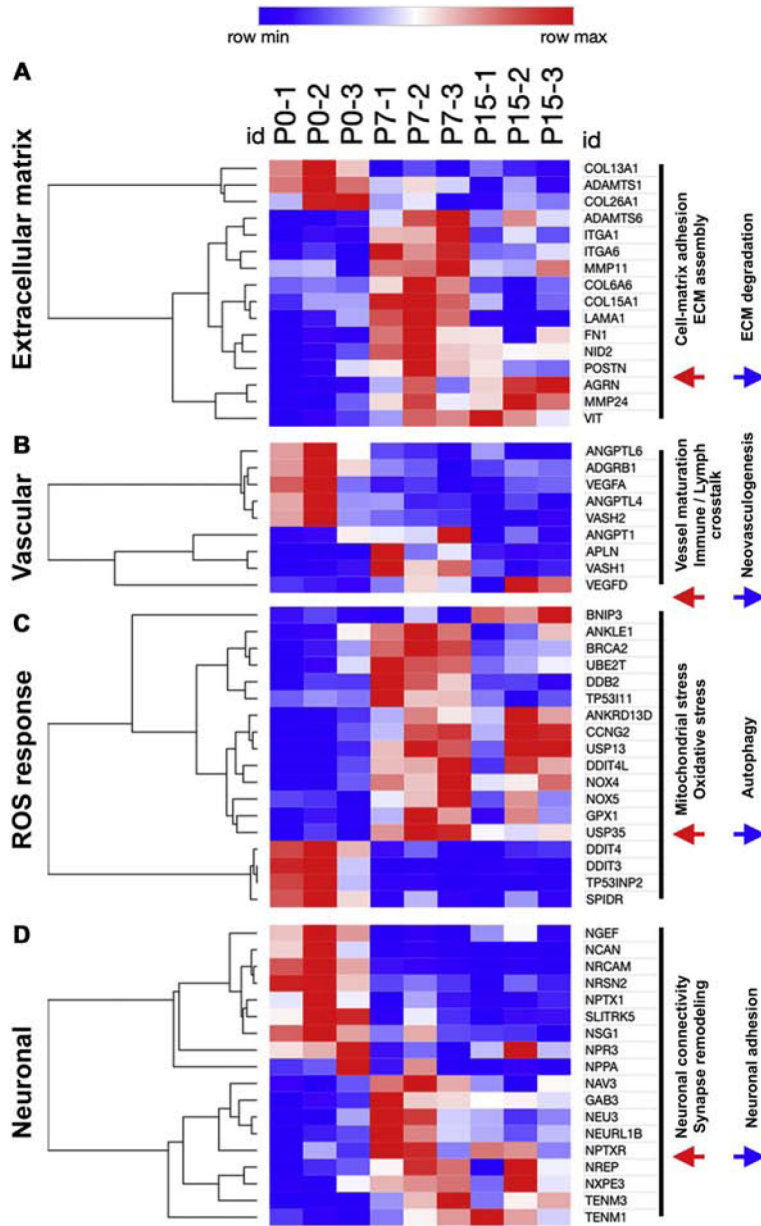 row min
row max
A
id
P0-1
P0-2
P0-3
P7-1
P7-2
P7-3
P15-1
P15-2
P15-3
id
Extracellular matrix
COL13A1
ADAMTS1
COL26A1
ADAMTS6
ITGA1
ITGA6
MMP11
COL6A6
COL15A1
LAMA1
FN1
NID2
POSTN
AGRN
MMP24
VIT
Cell-matrix adhesion
ECM assembly
ECM degradation
B
Vascular
ANGPTL6
ADGRB1
VEGFA
ANGPTL4
VASH2
ANGPT1
APLN
VASH1
VEGFD
Vessel maturation
Immune / Lymph
crosstalk
Neovasculogenesis
C
ROS response
BNIP3
ANKLE1
BRCA2
UBE2T
DDB2
TP53I11
ANKRD13D
CCNG2
USP13
DDIT4L
NOX4
NOX5
GPX1
USP35
DDIT4
DDIT3
TP53INP2
SPIDR
Mitochondrial stress
Oxidative stress
Autophagy
D
Neuronal
NGEF
NCAN
NRCAM
NRSN2
NPTX1
SLITRK5
NSG1
NPR3
NPPA
NAV3
GAB3
NEU3
NEURL1B
NPTXR
NREP
NXPE3
TENM3
TENM1
Neuronal connectivity
Synapse remodeling
Neuronal adhesion